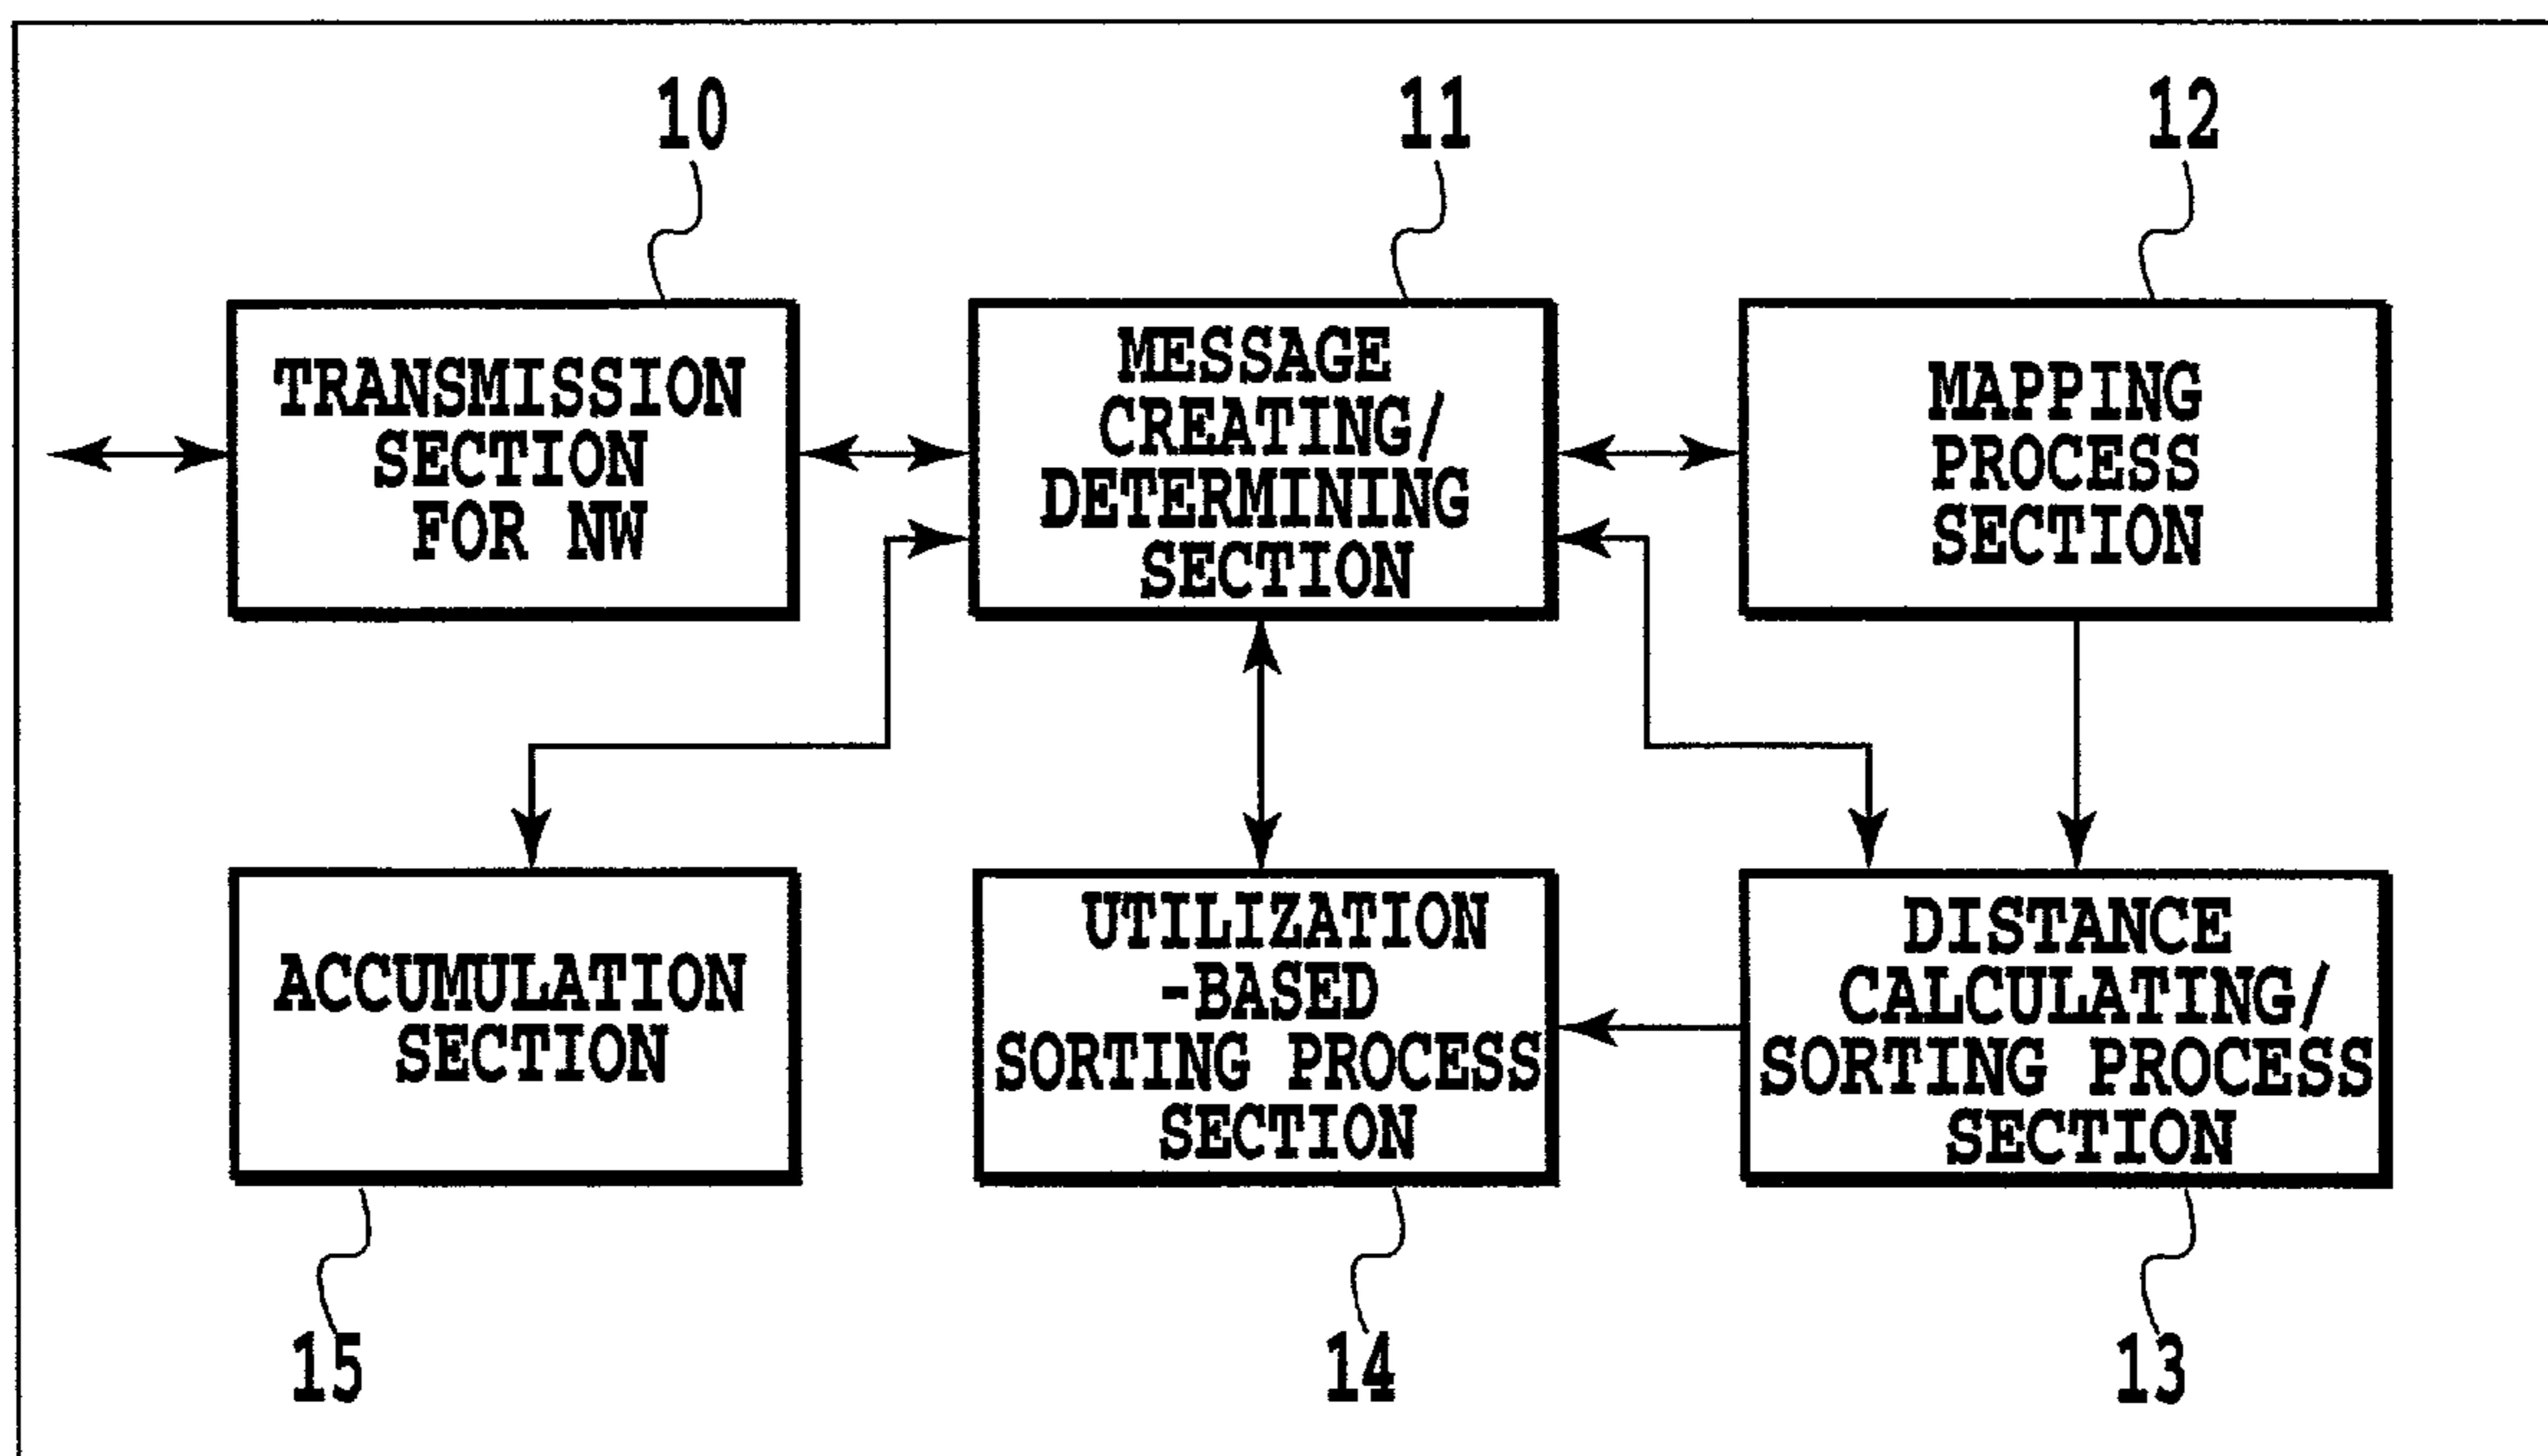 10
11
12
TRANSMISSION
SECTION
FOR NW
MESSAGE
CREATING/
DETERMINING
SECTION
MAPPING
PROCESS
SECTION
ACCUMULATION
SECTION
UTILIZATION
-BASED
SORTING PROCESS
SECTION
DISTANCE
CALCULATING/
SORTING PROCESS
SECTION
15
14
13